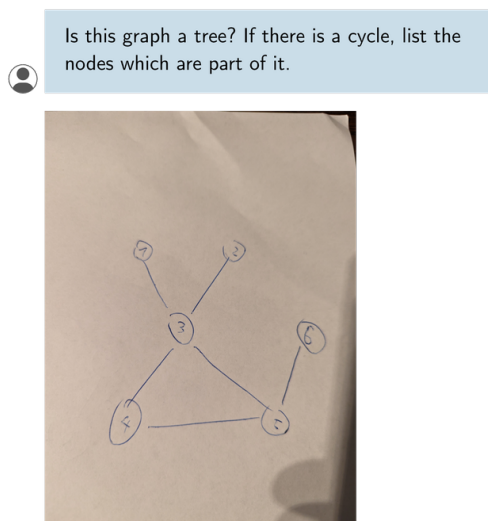 Is this graph a tree? If there is a cycle, list the
nodes which are part of it.
1 2
3
6
4 5